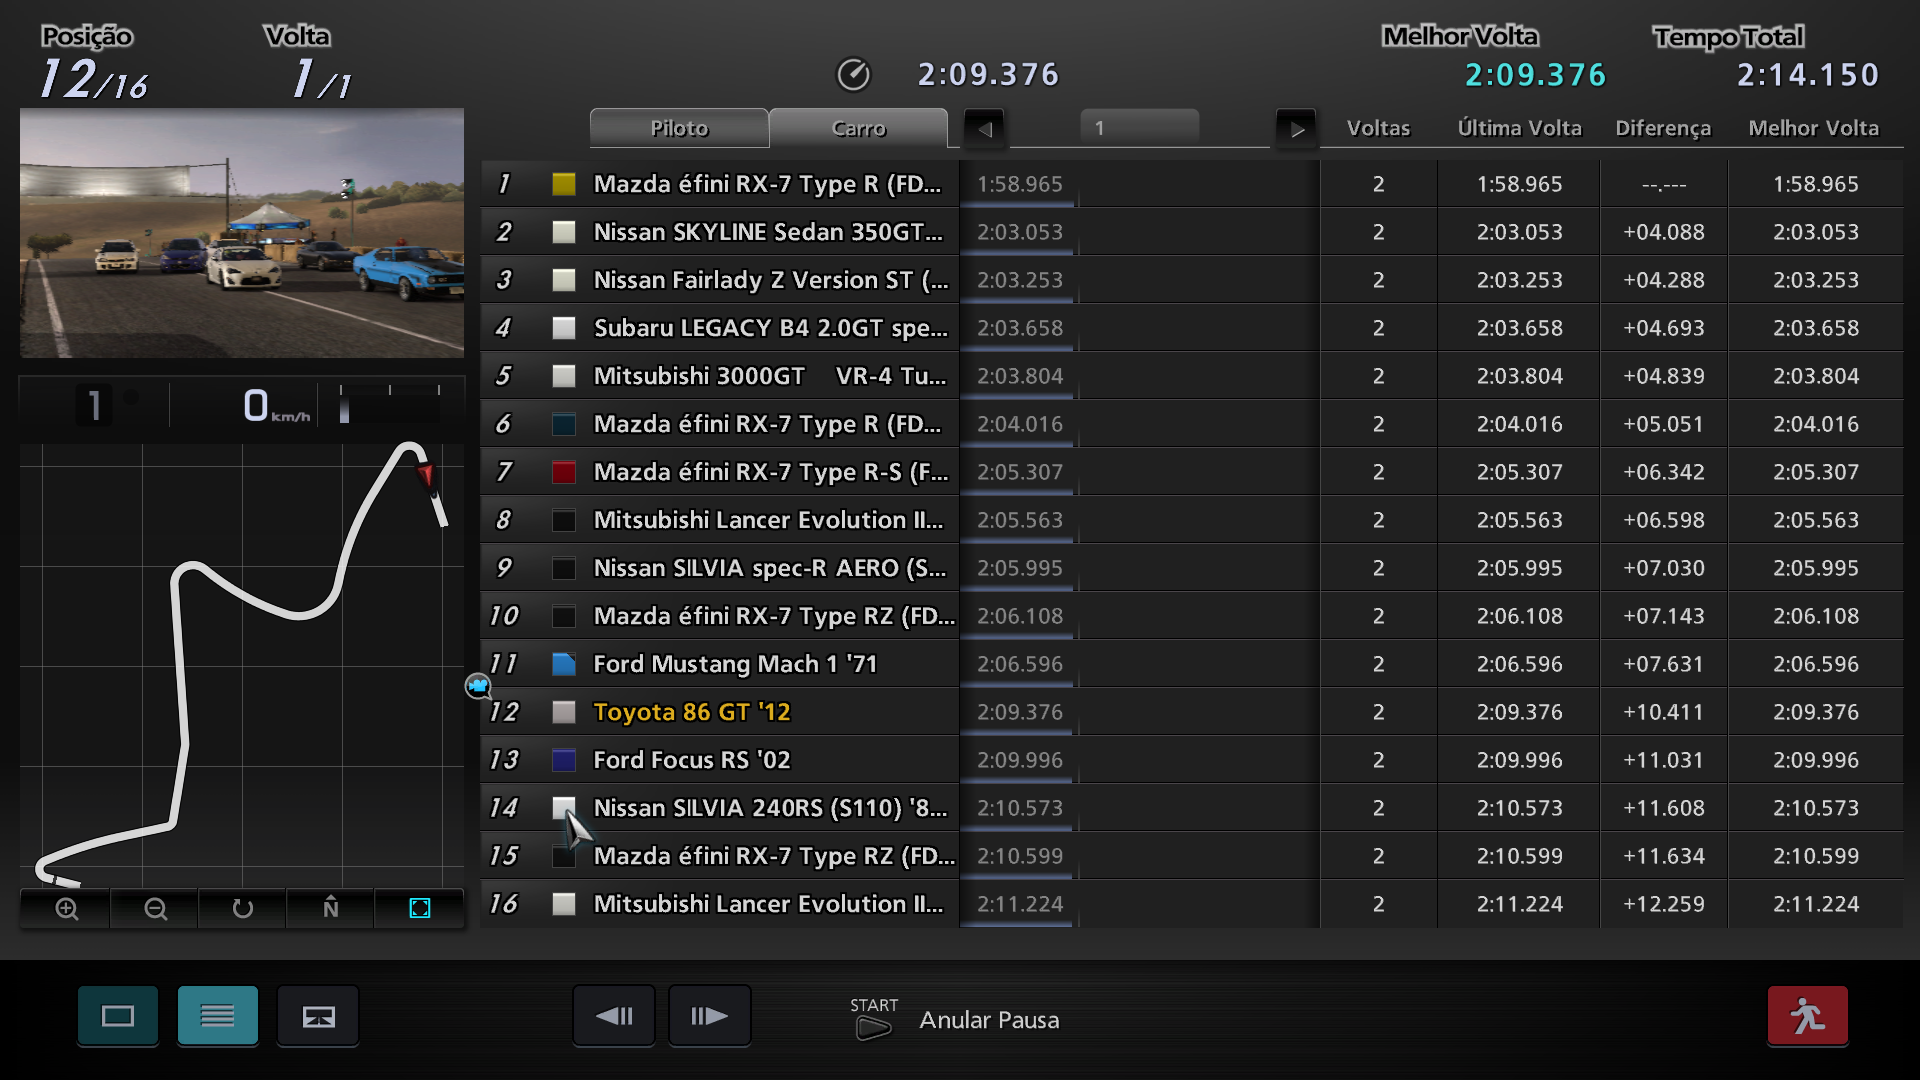 Posição Volta Melhor Volta Tempo Total
12/16 1/1 2:09.376 2:09.376 2:14.150
Piloto Carro 1 Voltas Última Volta Diferença Melhor Volta
1 Mazda éfini RX-7 Type R (FD... 1:58.965 2 1:58.965 --.--- 1:58.965
2 Nissan SKYLINE Sedan 350GT... 2:03.053 2 2:03.053 +04.088 2:03.053
3 Nissan Fairlady Z Version ST (... 2:03.253 2 2:03.253 +04.288 2:03.253
4 Subaru LEGACY B4 2.0GT spe... 2:03.658 2 2:03.658 +04.693 2:03.658
5 Mitsubishi 3000GT VR-4 Tu... 2:03.804 2 2:03.804 +04.839 2:03.804
6 Mazda éfini RX-7 Type R (FD... 2:04.016 2 2:04.016 +05.051 2:04.016
7 Mazda éfini RX-7 Type R-S (F... 2:05.307 2 2:05.307 +06.342 2:05.307
8 Mitsubishi Lancer Evolution II... 2:05.563 2 2:05.563 +06.598 2:05.563
9 Nissan SILVIA spec-R AERO (S... 2:05.995 2 2:05.995 +07.030 2:05.995
10 Mazda éfini RX-7 Type RZ (FD... 2:06.108 2 2:06.108 +07.143 2:06.108
11 Ford Mustang Mach 1 '71 2:06.596 2 2:06.596 +07.631 2:06.596
12 Toyota 86 GT '12 2:09.376 2 2:09.376 +10.411 2:09.376
13 Ford Focus RS '02 2:09.996 2 2:09.996 +11.031 2:09.996
14 Nissan SILVIA 240RS (S110) '8... 2:10.573 2 2:10.573 +11.608 2:10.573
15 Mazda éfini RX-7 Type RZ (FD... 2:10.599 2 2:10.599 +11.634 2:10.599
16 Mitsubishi Lancer Evolution II... 2:11.224 2 2:11.224 +12.259 2:11.224
1 0 km/h
N
START
Anular Pausa